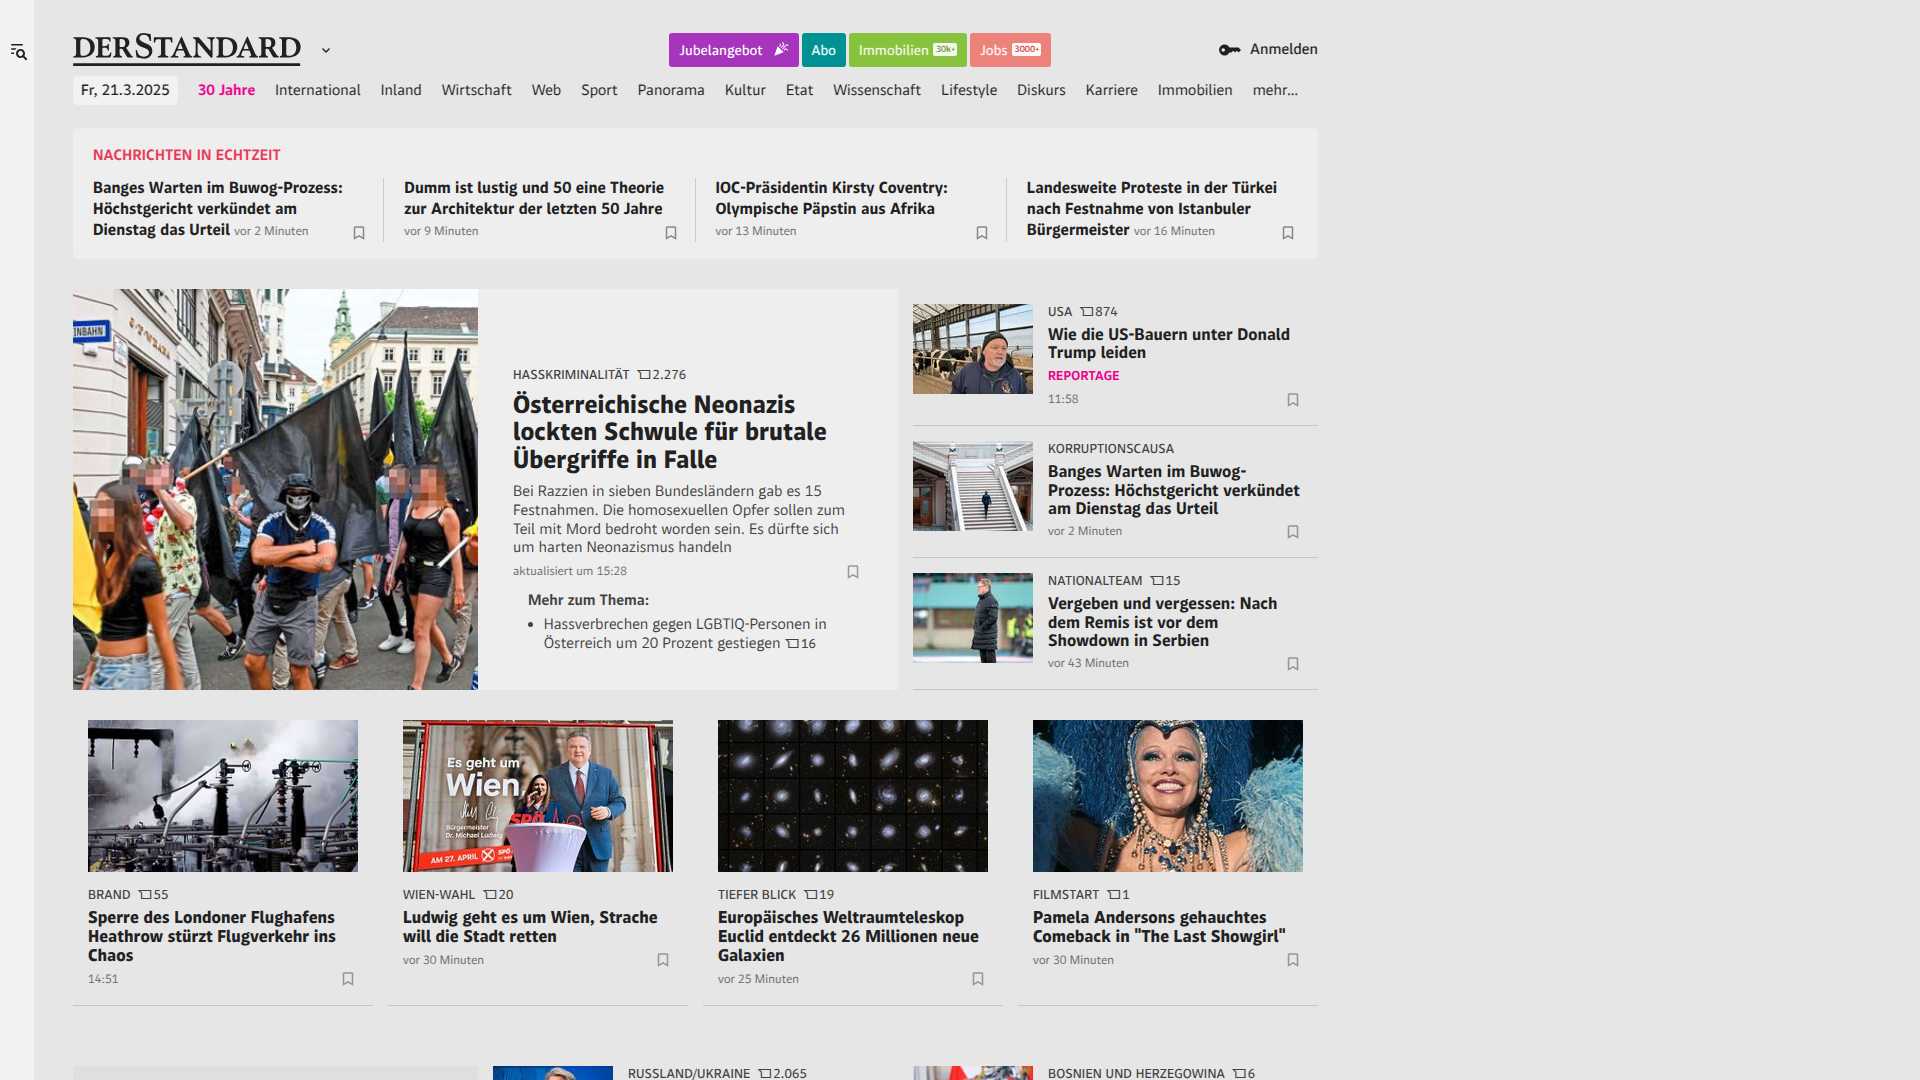 DERSTANDARD
Jubelangebot
Abo
Immobilien 30k+
Jobs 3000+
Anmelden
Fr, 21.3.2025
30 Jahre
International
Inland
Wirtschaft
Web
Sport
Panorama
Kultur
Etat
Wissenschaft
Lifestyle
Diskurs
Karriere
Immobilien
mehr...
NACHRICHTEN IN ECHTZEIT
Banges Warten im Buwog-Prozess:
Höchstgericht verkündet am
Dienstag das Urteil vor 2 Minuten
Dumm ist lustig und 50 eine Theorie
zur Architektur der letzten 50 Jahre
vor 9 Minuten
IOC-Präsidentin Kirsty Coventry:
Olympische Päpstin aus Afrika
vor 13 Minuten
Landesweite Proteste in der Türkei
nach Festnahme von Istanbuler
Bürgermeister vor 16 Minuten
INBAHN
HASSKRIMINALITÄT 2.276
Österreichische Neonazis
lockten Schwule für brutale
Übergriffe in Falle
Bei Razzien in sieben Bundesländern gab es 15
Festnahmen. Die homosexuellen Opfer sollen zum
Teil mit Mord bedroht worden sein. Es dürfte sich
um harten Neonazismus handeln
aktualisiert um 15:28
Mehr zum Thema:
• Hassverbrechen gegen LGBTIQ-Personen in
Österreich um 20 Prozent gestiegen 16
USA 874
Wie die US-Bauern unter Donald
Trump leiden
REPORTAGE
11:58
KORRUPTIONSCAUSA
Banges Warten im Buwog-
Prozess: Höchstgericht verkündet
am Dienstag das Urteil
vor 2 Minuten
NATIONALTEAM 15
Vergeben und vergessen: Nach
dem Remis ist vor dem
Showdown in Serbien
vor 43 Minuten
BRAND 55
Sperre des Londoner Flughafens
Heathrow stürzt Flugverkehr ins
Chaos
14:51
Es geht um
Wien.
Bürgermeister
Dr. Michael Ludwig
SPÖ
AM 27. APRIL
SPÖ
WIEN-WAHL 20
Ludwig geht es um Wien, Strache
will die Stadt retten
vor 30 Minuten
TIEFER BLICK 19
Europäisches Weltraumteleskop
Euclid entdeckt 26 Millionen neue
Galaxien
vor 25 Minuten
FILMSTART 1
Pamela Andersons gehauchtes
Comeback in "The Last Showgirl"
vor 30 Minuten
RUSSLAND/UKRAINE 2.065
BOSNIEN UND HERZEGOWINA 6